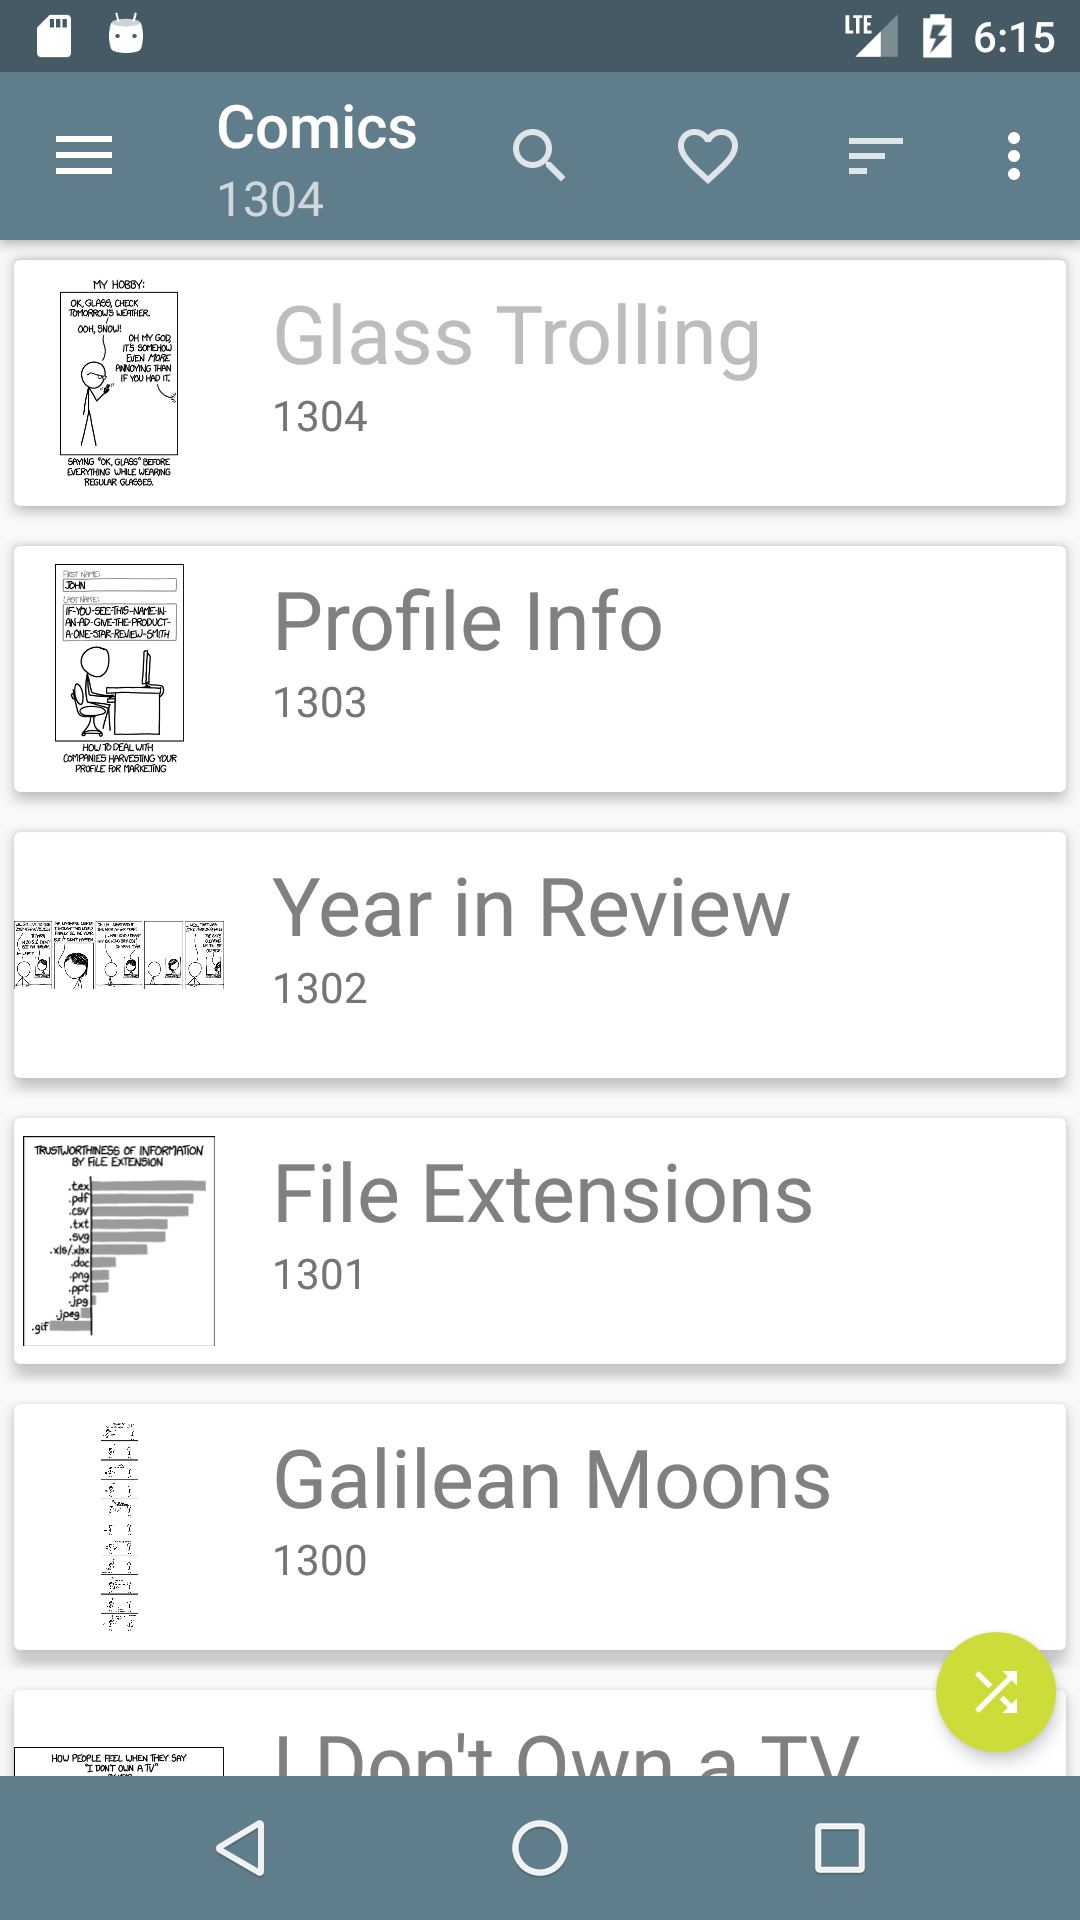 LTE 6:15
Comics
1304
MY HOBBY:
OK, GLASS, CHECK
TOMORROW'S WEATHER.
OOH, SNOW!
OH MY GOD,
IT'S SOMEHOW
EVEN MORE
ANNOYING THAN
IF YOU HAD IT.
SAYING "OK, GLASS" BEFORE
EVERYTHING WHILE WEARING
REGULAR GLASSES.
Glass Trolling
1304
FIRST NAME:
JOHN
LAST NAME:
IF-YOU-SEE-THIS-NAME-IN-
AN-AD-GIVE-THE-PRODUCT-
A-ONE-STAR-REVIEW-SMITH
HOW TO DEAL WITH
COMPANIES HARVESTING YOUR
PROFILE FOR MARKETING
Profile Info
1303
Year in Review
1302
TRUSTWORTHINESS OF INFORMATION
BY FILE EXTENSION
.tex
.pdf
.csv
.txt
.svg
.xls/.xlsx
.doc
.png
.ppt
.jpg
.jpeg
.gif
File Extensions
1301
Galilean Moons
1300
HOW PEOPLE FEEL WHEN THEY SAY
"I DON'T OWN A TV"
I Don't Own a TV